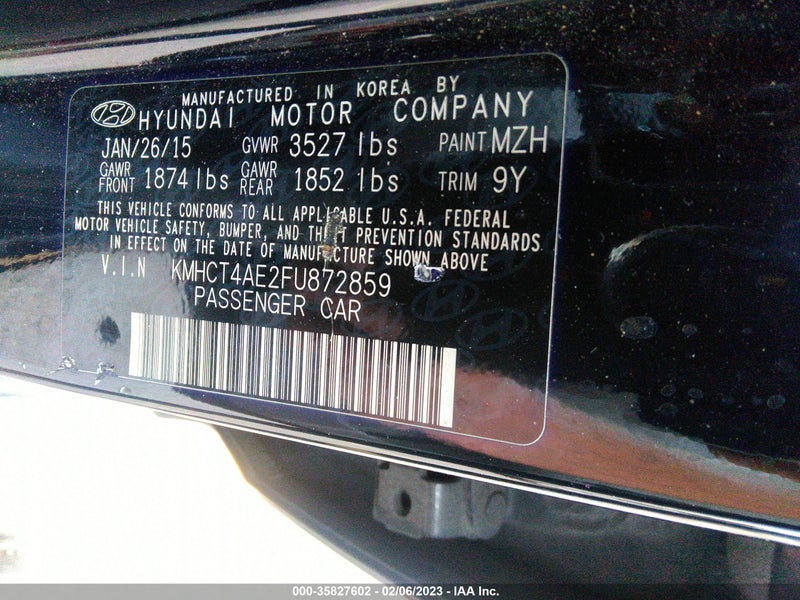 MANUFACTURED IN KOREA BY
HYUNDAI MOTOR COMPANY
JAN/26/15 GVWR 3527 lbs PAINT MZH
GAWR FRONT 1874 lbs GAWR REAR 1852 lbs TRIM 9Y
THIS VEHICLE CONFORMS TO ALL APPLICABLE U.S.A. FEDERAL
MOTOR VEHICLE SAFETY, BUMPER, AND THEFT PREVENTION STANDARDS
IN EFFECT ON THE DATE OF MANUFACTURE SHOWN ABOVE
V.I.N KMHCT4AE2FU872859
PASSENGER CAR
000-35827602 - 02/06/2023 - IAA Inc.